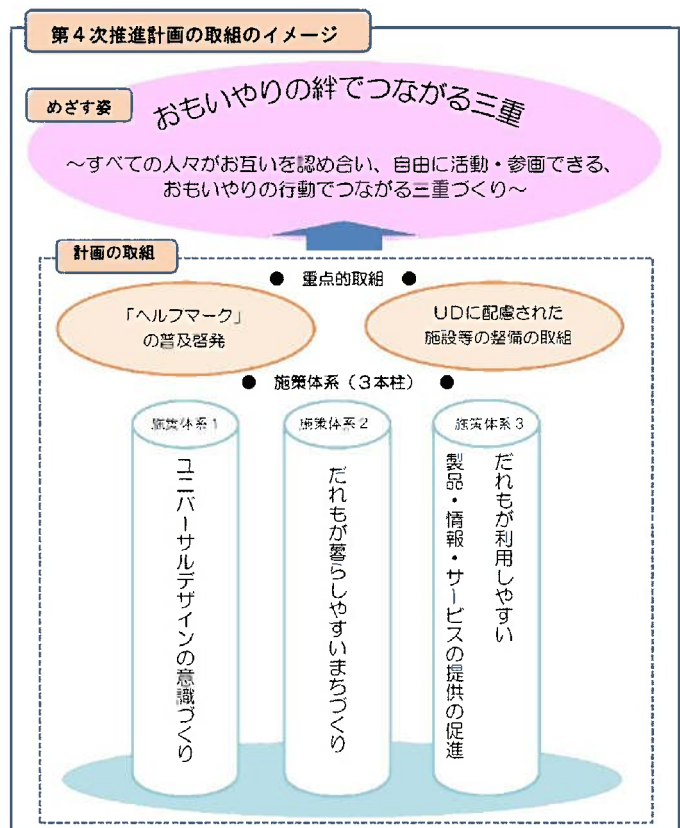 第4次推進計画の取組のイメージ
めざす姿
おもいやりの絆でつながる三重
～すべての人々がお互いを認め合い、自由に活動・参画できる、
おもいやりの行動でつながる三重づくり～
計画の取組
● 重点的取組 ●
「ヘルプマーク」
の普及啓発
UDに配慮された
施設等の整備の取組
● 施策体系（3本柱） ●
施策体系1
ユニバーサルデザインの意識づくり
施策体系2
だれもが暮らしやすいまちづくり
施策体系3
だれもが利用しやすい
製品・情報・サービスの提供の促進